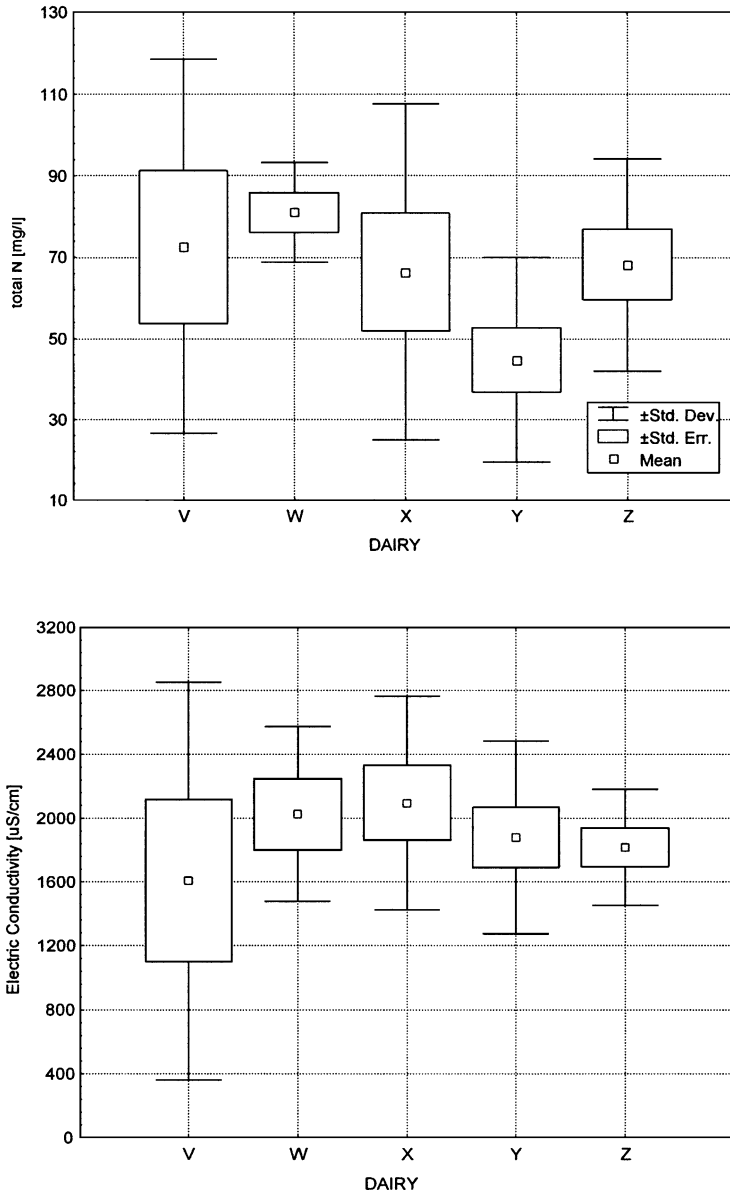 130
110
90
70
50
30
10
total N [mg/l]
±Std. Dev.
±Std. Err.
Mean
V W X Y Z
DAIRY
3200
2800
2400
2000
1600
1200
800
400
0
Electric Conductivity [uS/cm]
V W X Y Z
DAIRY